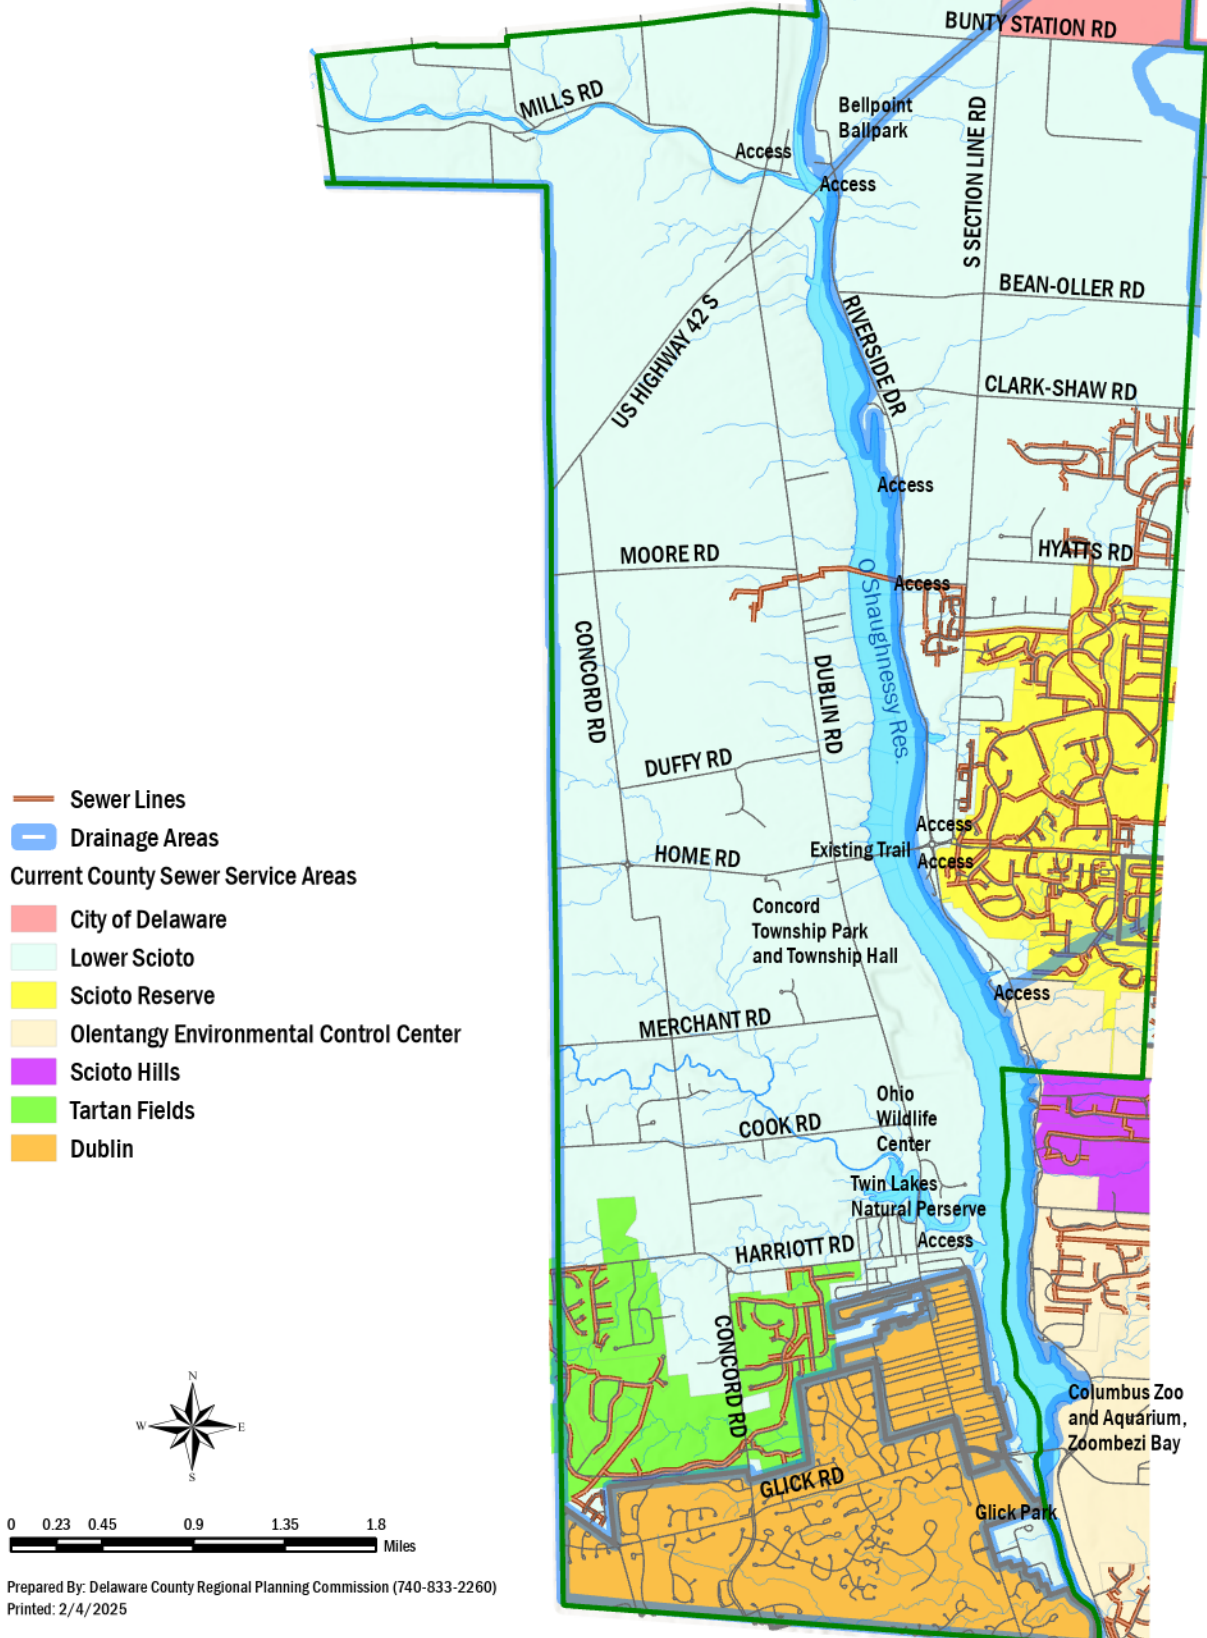 BUNTY STATION RD
MILLS RD
Bellpoint
Ballpark
S SECTION LINE RD
Access
Access
BEAN-OLLER RD
US HIGHWAY 42 S
RIVERSIDE DR
CLARK-SHAW RD
Access
MOORE RD
HYATTS RD
Access
O Shaughnessy Res.
CONCORD RD
DUBLIN RD
DUFFY RD
Access
HOME RD
Existing Trail
Access
Concord
Township Park
and Township Hall
Access
MERCHANT RD
Ohio
Wildlife
Center
COOK RD
Twin Lakes
Natural Perserve
Access
HARRIOTT RD
CONCORD RD
Columbus Zoo
and Aquarium,
Zoombezi Bay
GLICK RD
Glick Park
Sewer Lines
Drainage Areas
Current County Sewer Service Areas
City of Delaware
Lower Scioto
Scioto Reserve
Olentangy Environmental Control Center
Scioto Hills
Tartan Fields
Dublin
N
W E
S
0 0.23 0.45 0.9 1.35 1.8
Miles
Prepared By: Delaware County Regional Planning Commission (740-833-2260)
Printed: 2/4/2025